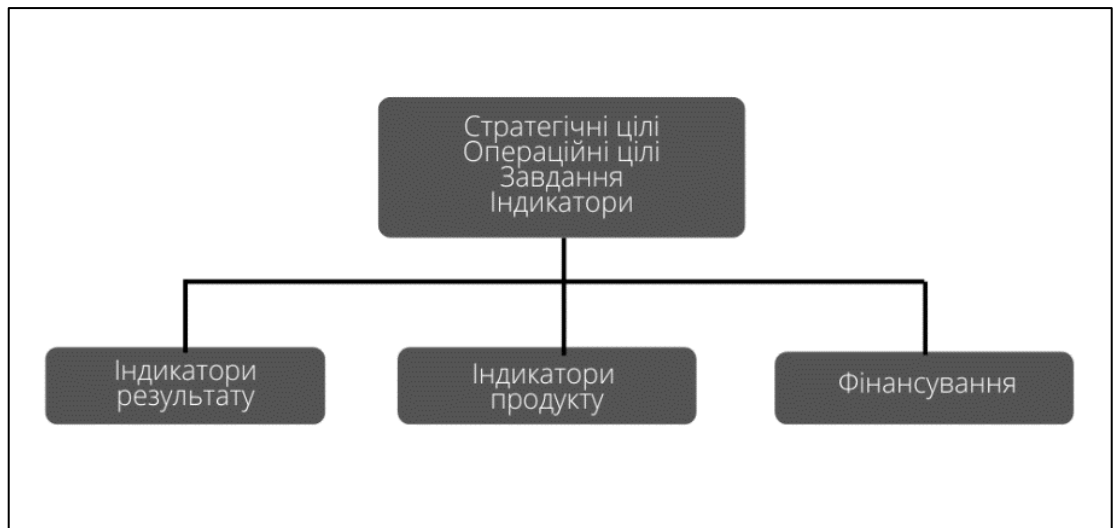 Стратегічні цілі
Операційні цілі
Завдання
Індикатори
Індикатори
результату
Індикатори
продукту
Фінансування